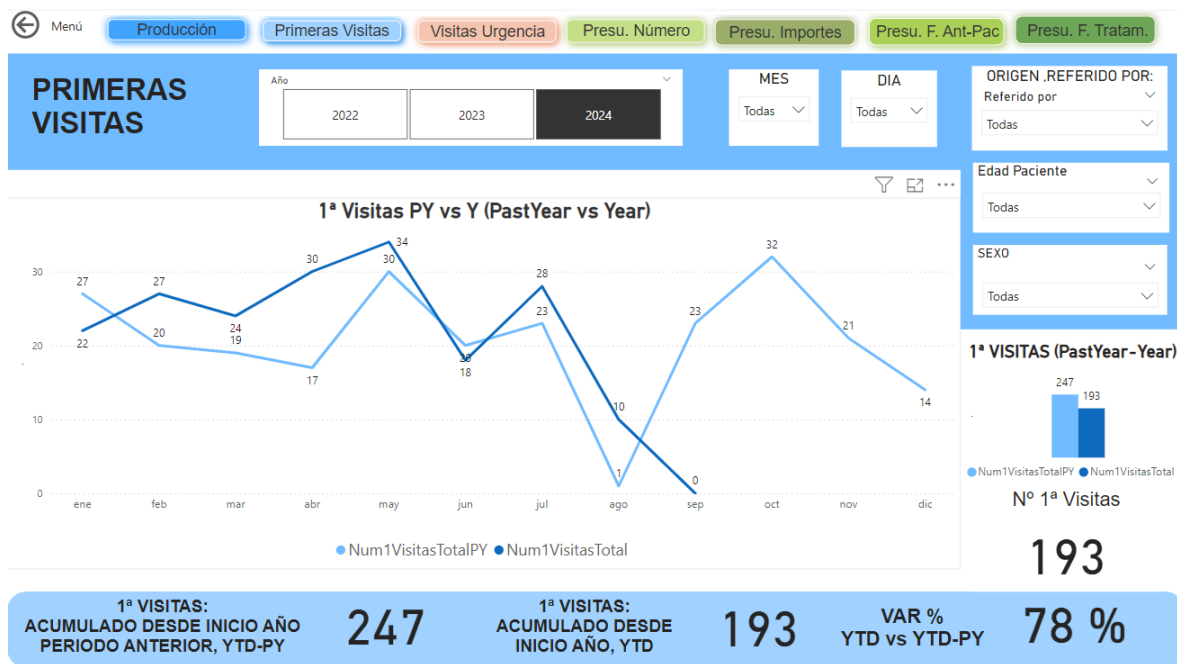 Menú
Producción
Primeras Visitas
Visitas Urgencia
Presu. Número
Presu. Importes
Presu. F. Ant-Pac
Presu. F. Tratam.
PRIMERAS
VISITAS
Año
2022
2023
2024
MES
Todas
DIA
Todas
ORIGEN ,REFERIDO POR:
Referido por
Todas
Edad Paciente
Todas
SEXO
Todas
1ª Visitas PY vs Y (PastYear vs Year)
30
20
10
0
27
22
27
20
24
19
30
17
34
30
20
18
28
23
10
1
23
0
32
21
14
ene
feb
mar
abr
may
jun
jul
ago
sep
oct
nov
dic
Num1VisitasTotalPY
Num1VisitasTotal
1ª VISITAS (PastYear-Year)
247
193
Num1VisitasTotalPY
Num1VisitasTotal
Nº 1ª Visitas
193
1ª VISITAS:
ACUMULADO DESDE INICIO AÑO
PERIODO ANTERIOR, YTD-PY
247
1ª VISITAS:
ACUMULADO DESDE
INICIO AÑO, YTD
193
VAR %
YTD vs YTD-PY
78 %